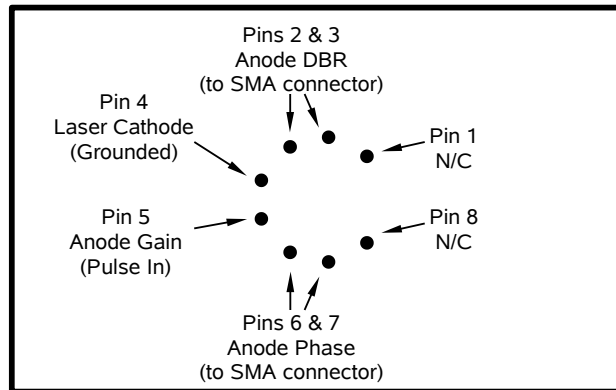 Pins 2 & 3
Anode DBR
(to SMA connector)
Pin 4
Laser Cathode
(Grounded)
Pin 1
N/C
Pin 5
Anode Gain
(Pulse In)
Pin 8
N/C
Pins 6 & 7
Anode Phase
(to SMA connector)